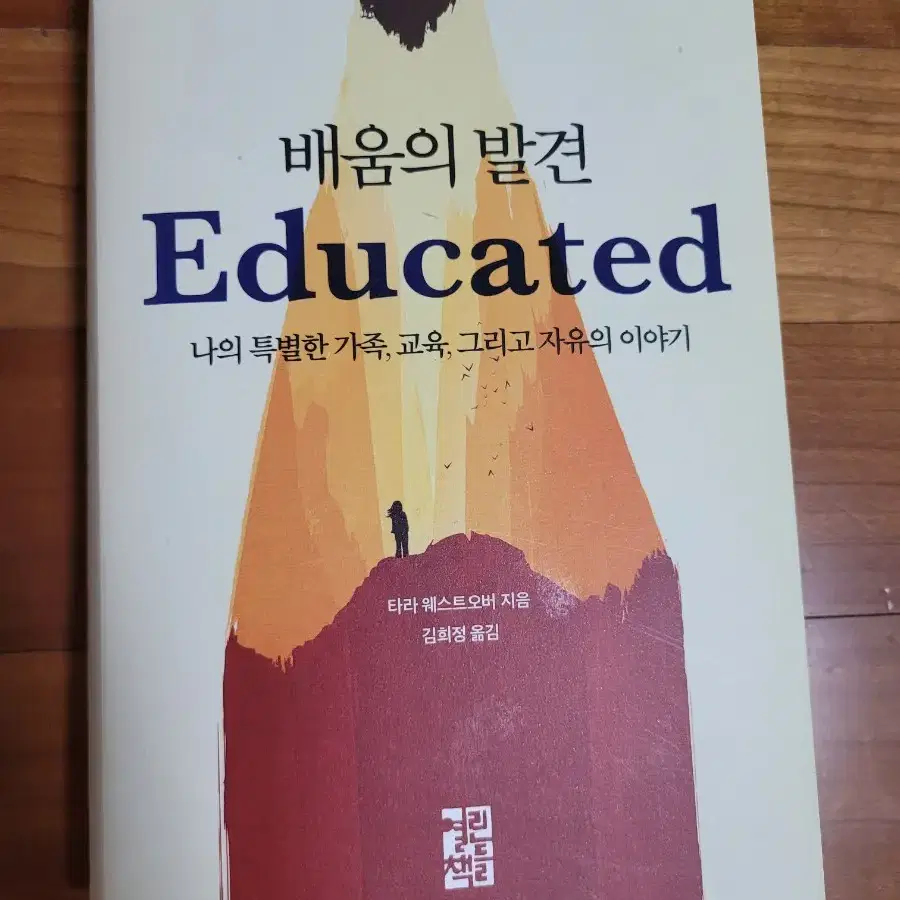 배움의 발견
Educated
나의 특별한 가족, 교육, 그리고 자유의 이야기
타라 웨스트오버 지음
김희정 옮김
열린책들